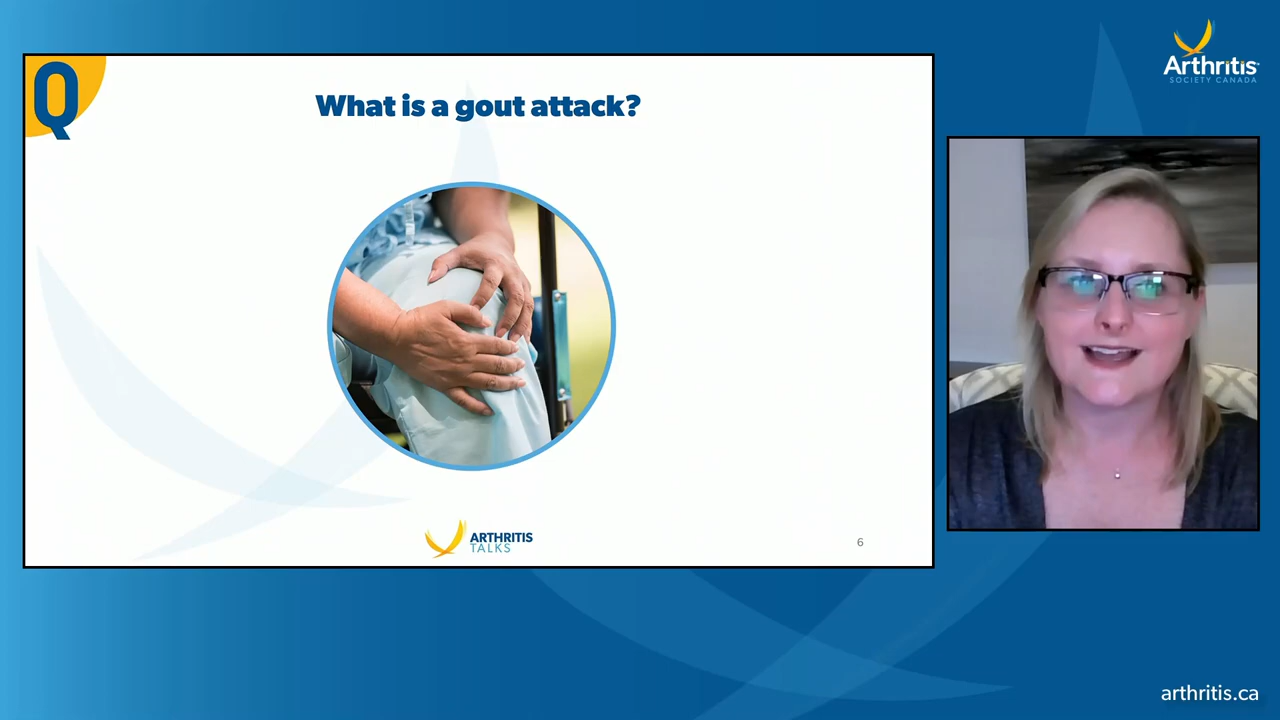 Q
What is a gout attack?
ARTHRITIS
TALKS
6
Arthritis
SOCIETY CANADA
arthritis.ca